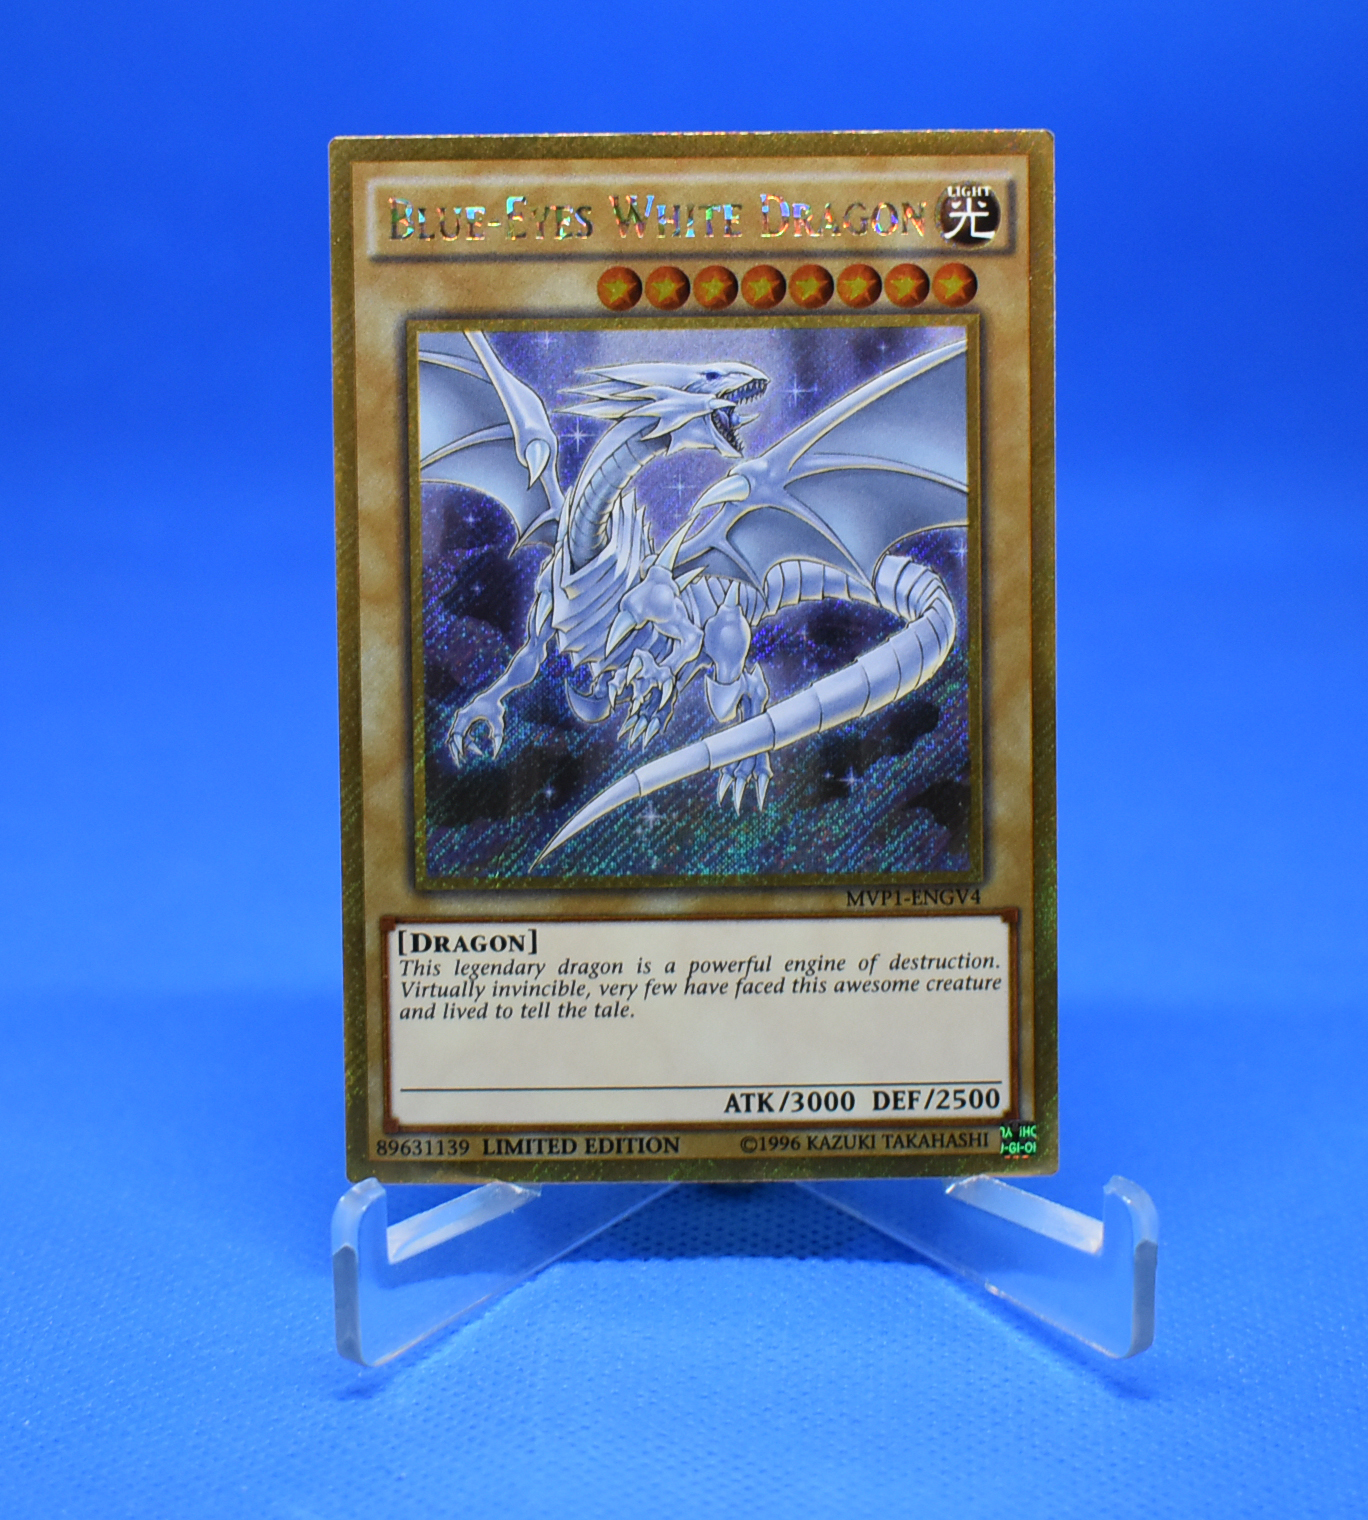 BLUE-EYES WHITE DRAGON
LIGHT
光
MVP1-ENGV4
[DRAGON]
This legendary dragon is a powerful engine of destruction.
Virtually invincible, very few have faced this awesome creature
and lived to tell the tale.
ATK/3000 DEF/2500
89631139 LIMITED EDITION ©1996 KAZUKI TAKAHASHI